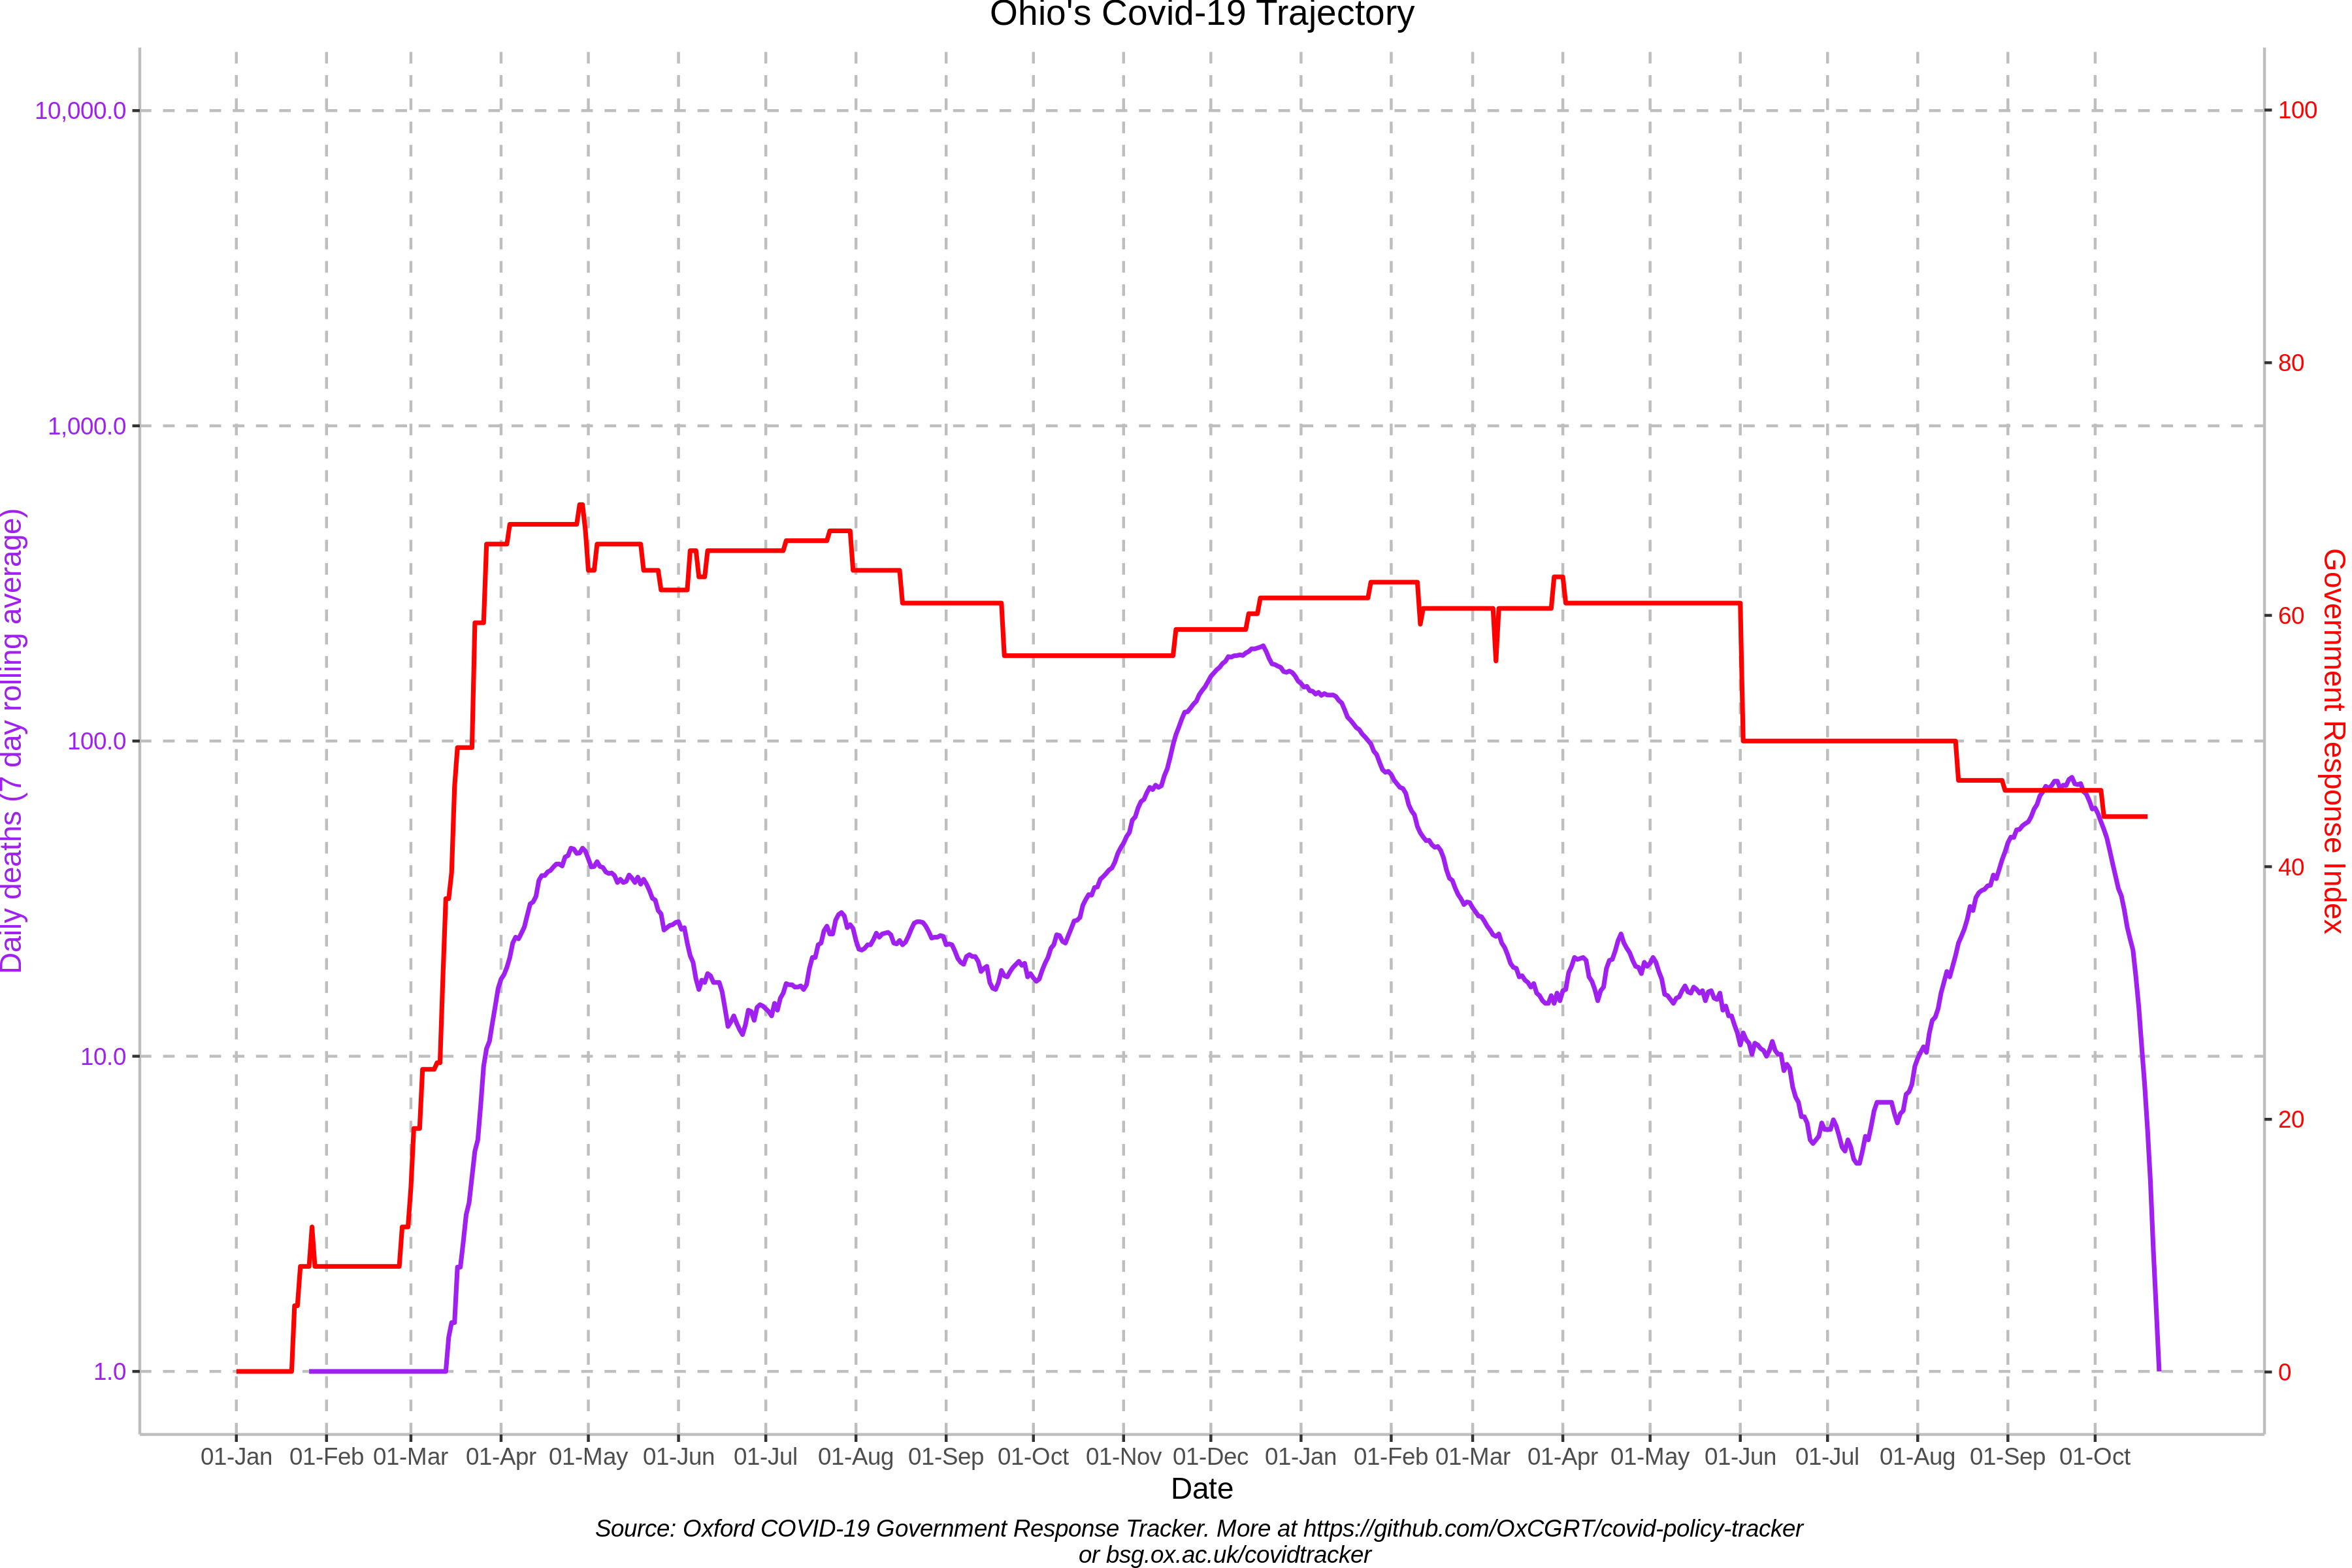 Ohio's Covid-19 Trajectory
10,000.0
1,000.0
100.0
10.0
1.0
Daily deaths (7 day rolling average)
100
80
60
40
20
0
Government Response Index
01-Jan 01-Feb 01-Mar 01-Apr 01-May 01-Jun 01-Jul 01-Aug 01-Sep 01-Oct 01-Nov 01-Dec 01-Jan 01-Feb 01-Mar 01-Apr 01-May 01-Jun 01-Jul 01-Aug 01-Sep 01-Oct
Date
Source: Oxford COVID-19 Government Response Tracker. More at https://github.com/OxCGRT/covid-policy-tracker
or bsg.ox.ac.uk/covidtracker